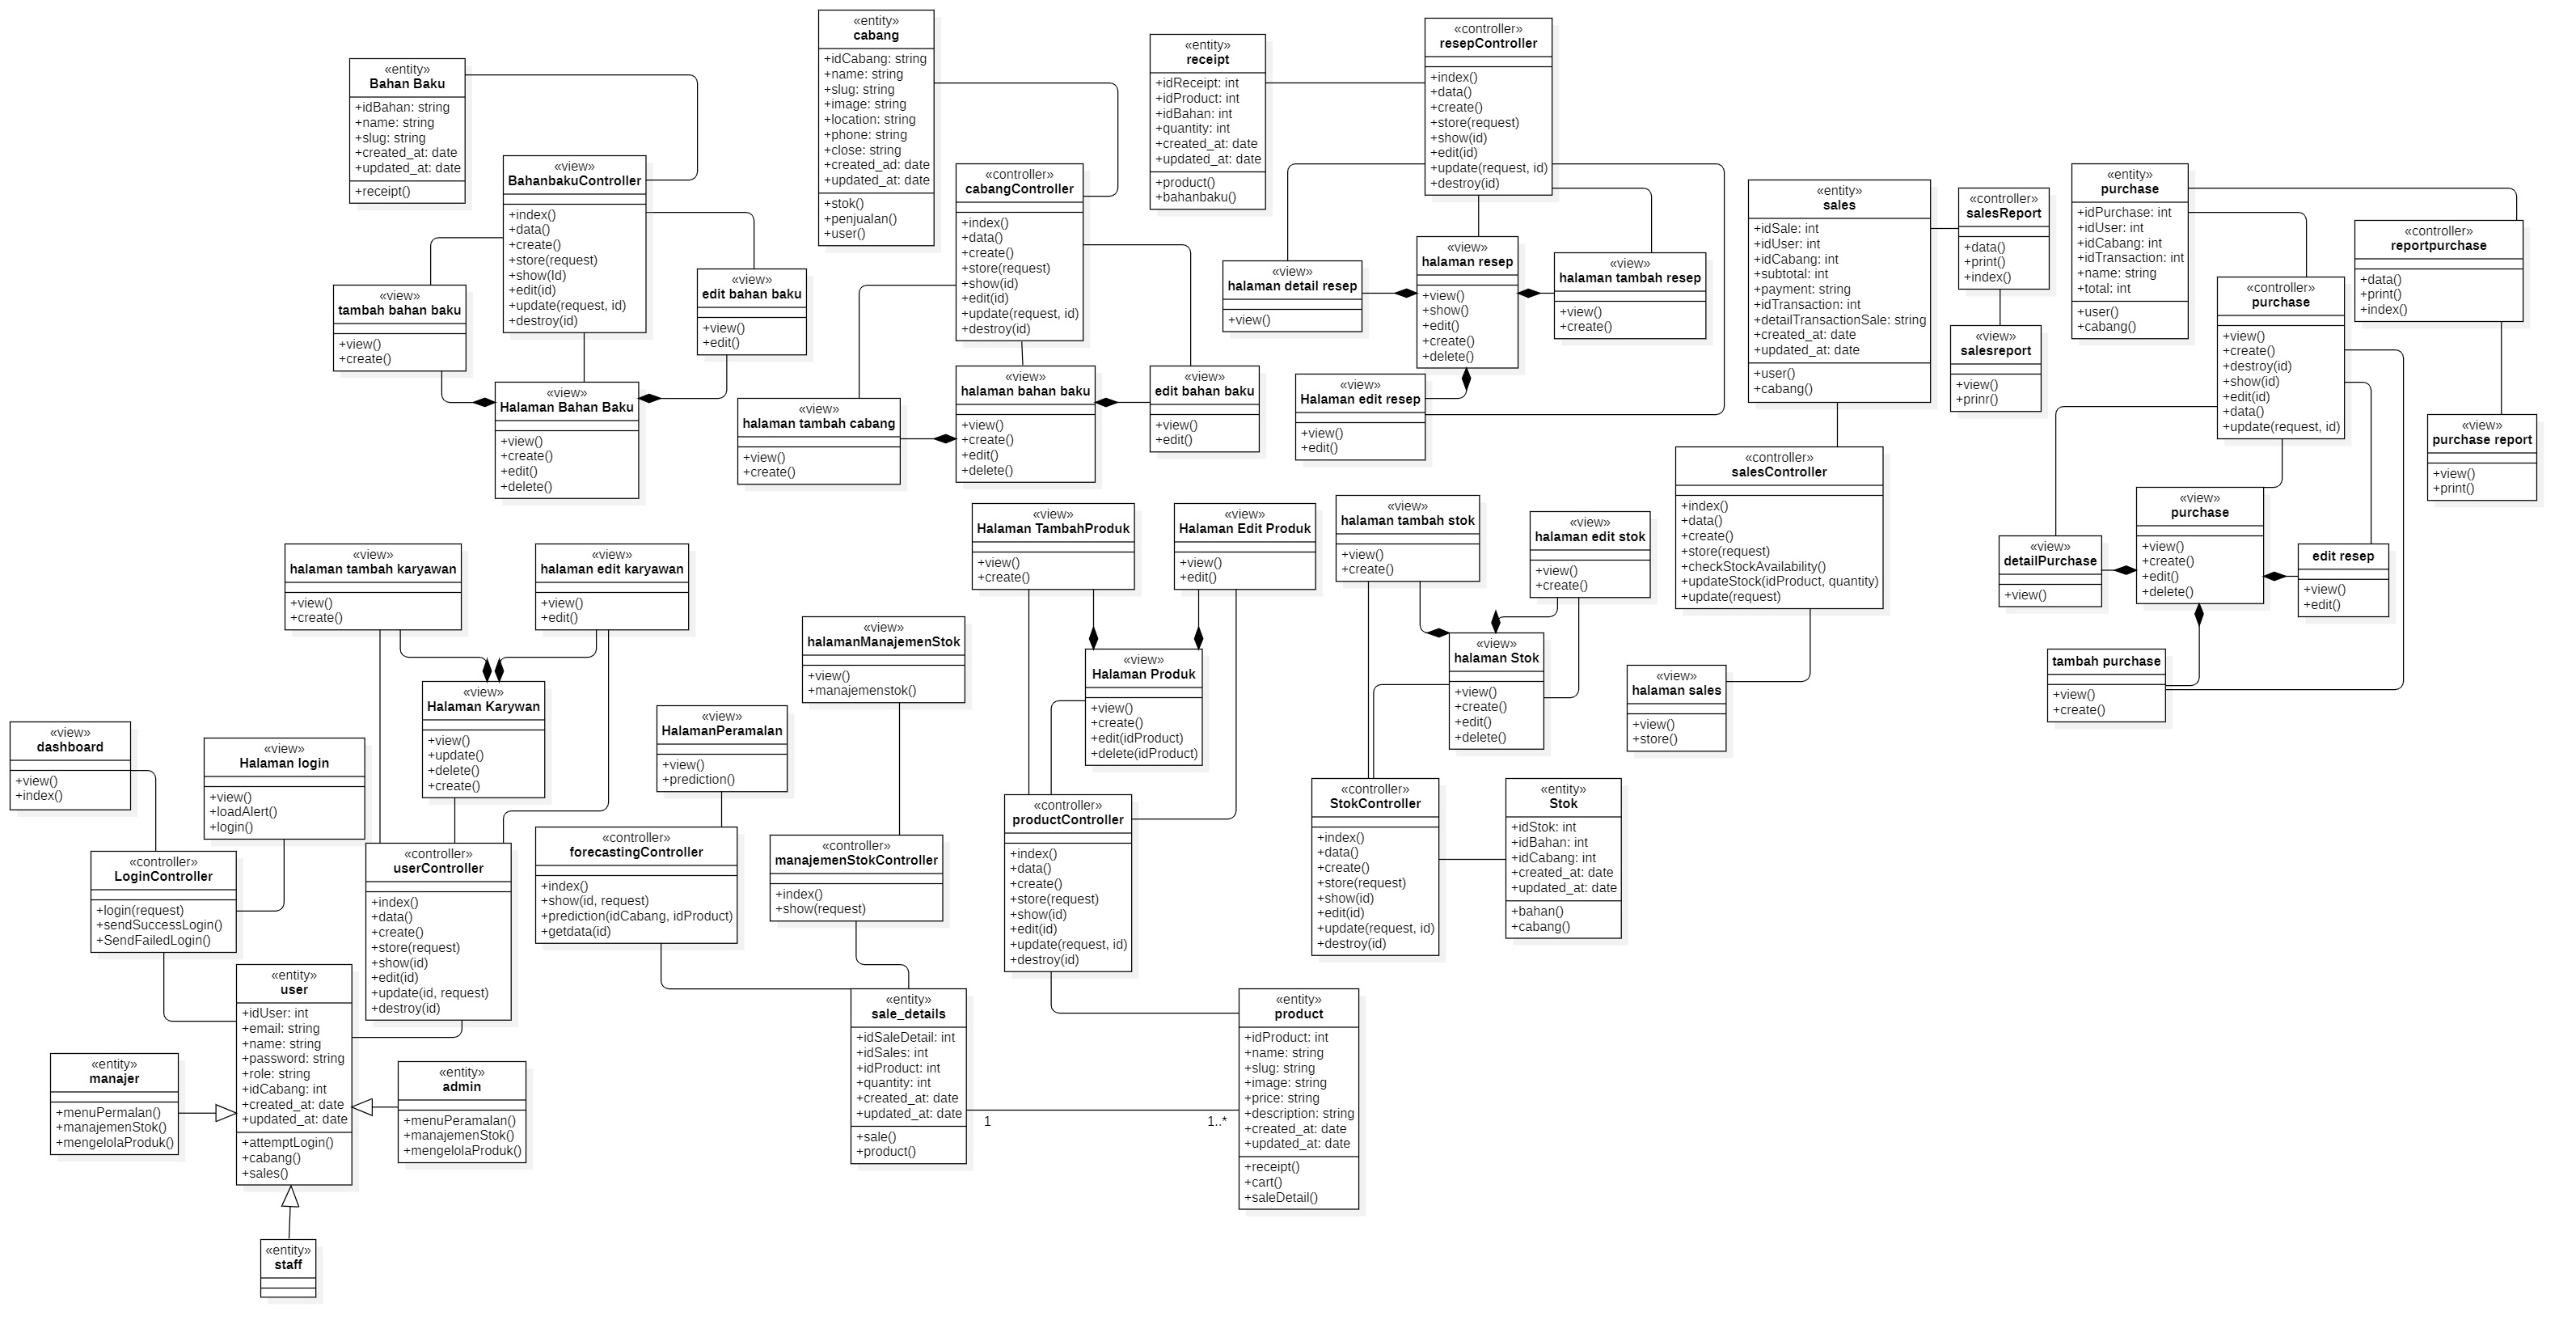 «entity»
Bahan Baku
+idBahan: string
+name: string
+slug: string
+created_at: date
+updated_at: date
+receipt()
«view»
BahanbakuController
+index()
+data()
+create()
+store(request)
+show(Id)
+edit(id)
+update(request, id)
+destroy(id)
«view»
tambah bahan baku
+view()
+create()
«view»
edit bahan baku
+view()
+edit()
«view»
Halaman Bahan Baku
+view()
+create()
+edit()
+delete()
«entity»
cabang
+idCabang: string
+name: string
+slug: string
+image: string
+location: string
+phone: string
+close: string
+created_ad: date
+updated_at: date
+stok()
+penjualan()
+user()
«controller»
cabangController
+index()
+data()
+create()
+store(request)
+show(id)
+edit(id)
+update(request, id)
+destroy(id)
«view»
halaman tambah cabang
+view()
+create()
«view»
halaman bahan baku
+view()
+create()
+edit()
+delete()
«view»
edit bahan baku
+view()
+edit()
«entity»
receipt
+idReceipt: int
+idProduct: int
+idBahan: int
+quantity: int
+created_at: date
+updated_at: date
+product()
+bahanbaku()
«controller»
resepController
+index()
+data()
+create()
+store(request)
+show(id)
+edit(id)
+update(request, id)
+destroy(id)
«view»
halaman detail resep
+view()
«view»
halaman resep
+view()
+show()
+edit()
+create()
+delete()
«view»
halaman tambah resep
+view()
+create()
«view»
Halaman edit resep
+view()
+edit()
«entity»
sales
+idSale: int
+idUser: int
+idCabang: int
+subtotal: int
+payment: string
+idTransaction: int
+detailTransactionSale: string
+created_at: date
+updated_at: date
+user()
+cabang()
«controller»
salesReport
+data()
+print()
+index()
«view»
salesreport
+view()
+prinr()
«controller»
salesController
+index()
+data()
+create()
+store(request)
+checkStockAvailability()
+updateStock(idProduct, quantity)
+update(request)
«view»
halaman sales
+view()
+store()
«entity»
purchase
+idPurchase: int
+idUser: int
+idCabang: int
+idTransaction: int
+name: string
+total: int
+user()
+cabang()
«controller»
reportpurchase
+data()
+print()
+index()
«controller»
purchase
+view()
+create()
+destroy(id)
+show(id)
+edit(id)
+data()
+update(request, id)
«view»
purchase report
+view()
+print()
«view»
purchase
+view()
+create()
+edit()
+delete()
«view»
detailPurchase
+view()
edit resep
+view()
+edit()
tambah purchase
+view()
+create()
«view»
halaman tambah karyawan
+view()
+create()
«view»
halaman edit karyawan
+view()
+edit()
«view»
Halaman Karywan
+view()
+update()
+delete()
+create()
«view»
dashboard
+view()
+index()
«view»
Halaman login
+view()
+loadAlert()
+login()
«controller»
LoginController
+login(request)
+sendSuccessLogin()
+SendFailedLogin()
«controller»
userController
+index()
+data()
+create()
+store(request)
+show(id)
+edit(id)
+update(id, request)
+destroy(id)
«entity»
user
+idUser: int
+email: string
+name: string
+password: string
+role: string
+idCabang: int
+created_at: date
+updated_at: date
+attemptLogin()
+cabang()
+sales()
«entity»
manajer
+menuPermalan()
+manajemenStok()
+mengelolaProduk()
«entity»
admin
+menuPeramalan()
+manajemenStok()
+mengelolaProduk()
«entity»
staff
«view»
HalamanPeramalan
+view()
+prediction()
«controller»
forecastingController
+index()
+show(id, request)
+prediction(idCabang, idProduct)
+getdata(id)
«view»
halamanManajemenStok
+view()
+manajemenstok()
«controller»
manajemenStokController
+index()
+show(request)
«entity»
sale_details
+idSaleDetail: int
+idSales: int
+idProduct: int
+quantity: int
+created_at: date
+updated_at: date
+sale()
+product()
1
1..*
«view»
Halaman TambahProduk
+view()
+create()
«view»
Halaman Edit Produk
+view()
+edit()
«view»
Halaman Produk
+view()
+create()
+edit(idProduct)
+delete(idProduct)
«controller»
productController
+index()
+data()
+create()
+store(request)
+show(id)
+edit(id)
+update(request, id)
+destroy(id)
«entity»
product
+idProduct: int
+name: string
+slug: string
+image: string
+price: string
+description: string
+created_at: date
+updated_at: date
+receipt()
+cart()
+saleDetail()
«view»
halaman tambah stok
+view()
+create()
«view»
halaman edit stok
+view()
+create()
«view»
halaman Stok
+view()
+create()
+edit()
+delete()
«controller»
StokController
+index()
+data()
+create()
+store(request)
+show(id)
+edit(id)
+update(request, id)
+destroy(id)
«entity»
Stok
+idStok: int
+idBahan: int
+idCabang: int
+created_at: date
+updated_at: date
+bahan()
+cabang()